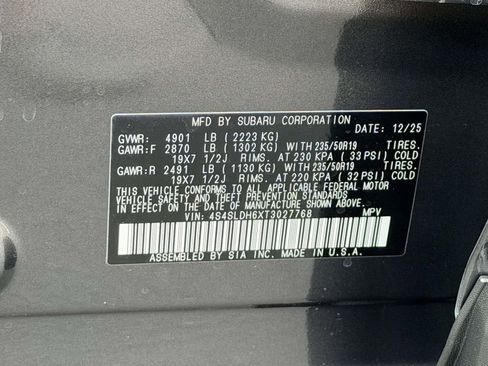 MFD BY SUBARU CORPORATION DATE: 12/25
GVWR: 4901 LB (2223 KG)
GAWR:F 2870 LB (1302 KG) WITH 235/50R19 TIRES.
19X7 1/2J RIMS. AT 230 KPA (33 PSI) COLD
GAWR:R 2491 LB (1130 KG) WITH 235/50R19 TIRES.
19X7 1/2J RIMS. AT 220 KPA (32 PSI) COLD
THIS VEHICLE CONFORMS TO ALL APPLICABLE FEDERAL MOTOR
VEHICLE SAFETY AND THEFT PREVENTION STANDARDS
IN EFFECT ON THE DATE OF MANUFACTURE SHOWN ABOVE.
VIN: 4S4SLDH6XT3027768 MPV
ASSEMBLED BY SIA INC. MADE IN U.S.A.